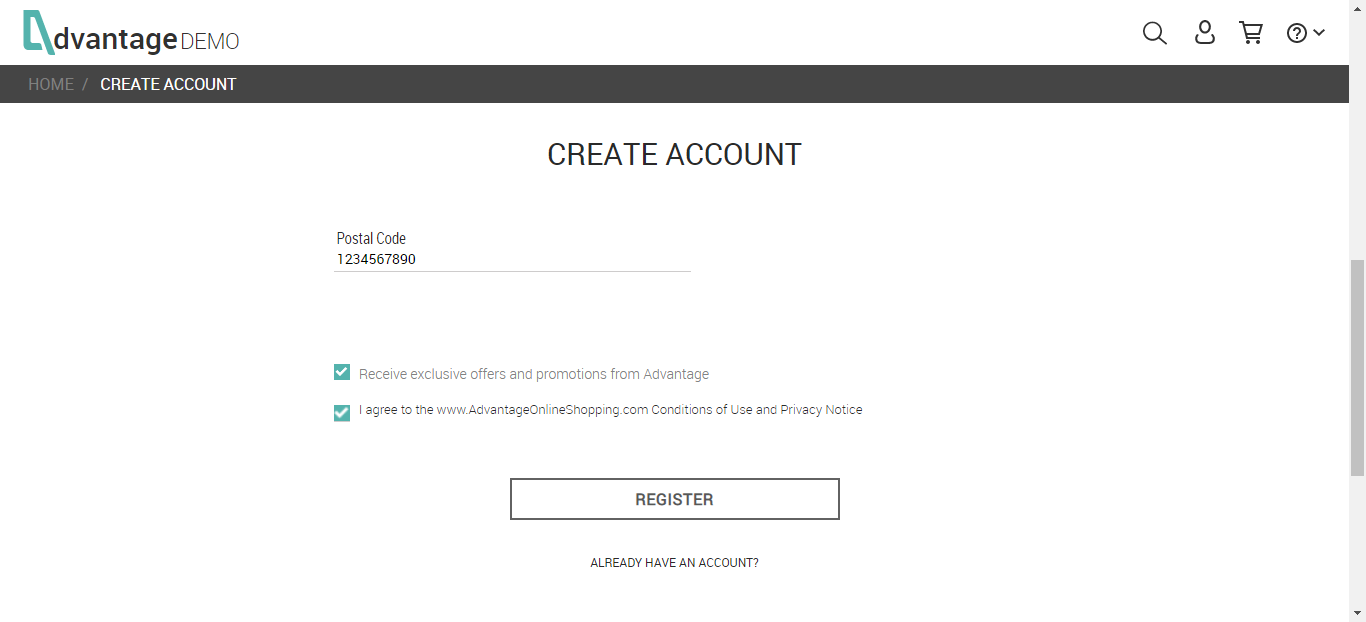 dvantage DEMO
HOME / CREATE ACCOUNT
CREATE ACCOUNT
Postal Code
1234567890
Receive exclusive offers and promotions from Advantage
I agree to the www.AdvantageOnlineShopping.com Conditions of Use and Privacy Notice
REGISTER
ALREADY HAVE AN ACCOUNT?